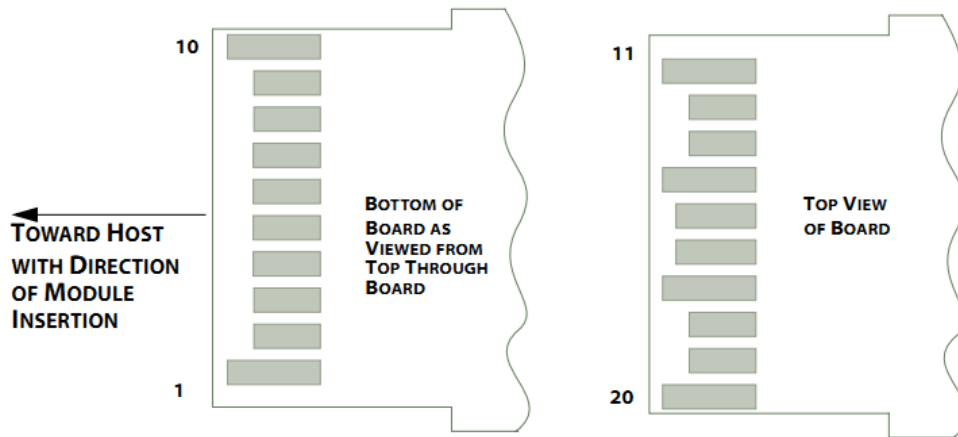 10
BOTTOM OF
BOARD AS
VIEWED FROM
TOP THROUGH
BOARD
TOWARD HOST
WITH DIRECTION
OF MODULE
INSERTION
1
11
TOP VIEW
OF BOARD
20